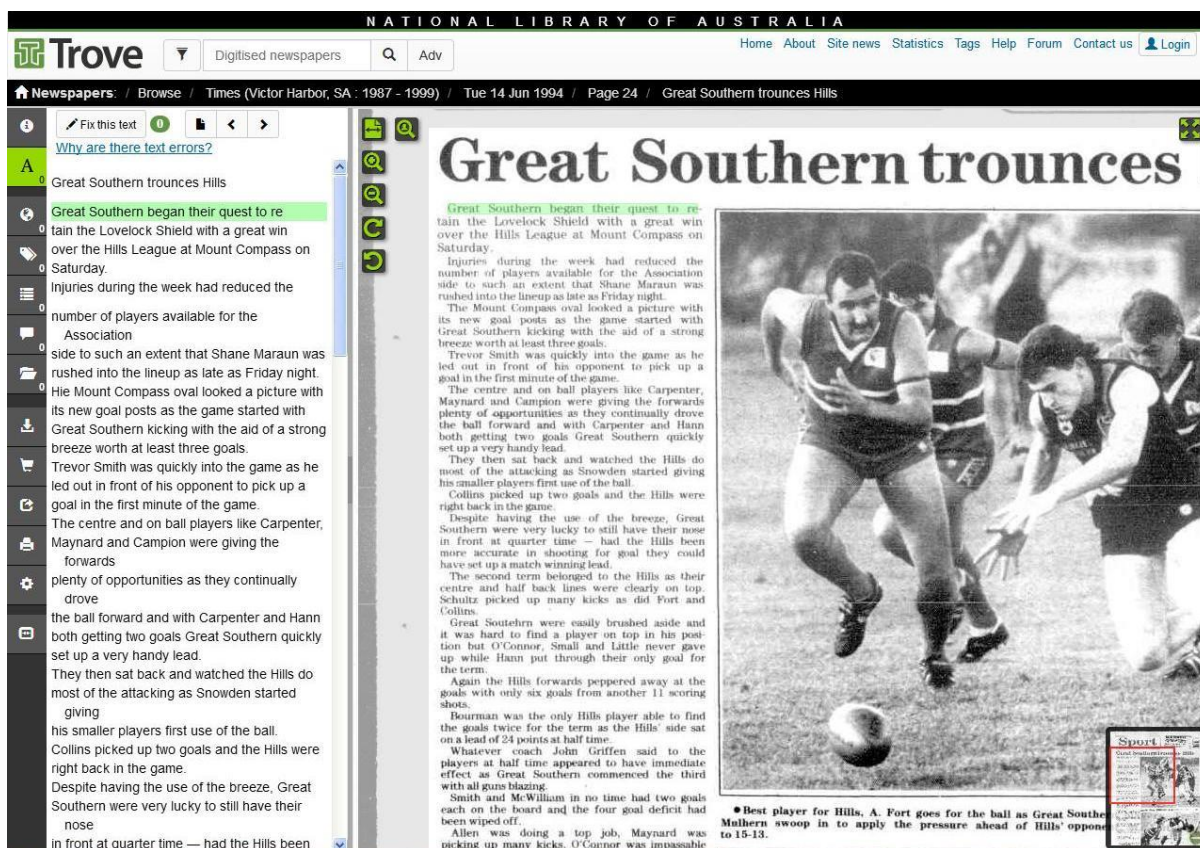 NATIONAL LIBRARY OF AUSTRALIA
Trove
Digitised newspapers
Adv
Home About Site news Statistics Tags Help Forum Contact us Login
Newspapers: / Browse / Times (Victor Harbor, SA : 1987 - 1999) / Tue 14 Jun 1994 / Page 24 / Great Southern trounces Hills
Fix this text 0
Why are there text errors?
A
0
0
0
0
0
0
Great Southern trounces Hills
Great Southern began their quest to re
tain the Lovelock Shield with a great win
over the Hills League at Mount Compass on
Saturday.
Injuries during the week had reduced the
number of players available for the
Association
side to such an extent that Shane Maraun was
rushed into the lineup as late as Friday night.
Hie Mount Compass oval looked a picture with
its new goal posts as the game started with
Great Southern kicking with the aid of a strong
breeze worth at least three goals.
Trevor Smith was quickly into the game as he
led out in front of his opponent to pick up a
goal in the first minute of the game.
The centre and on ball players like Carpenter,
Maynard and Campion were giving the
forwards
plenty of opportunities as they continually
drove
the ball forward and with Carpenter and Hann
both getting two goals Great Southern quickly
set up a very handy lead.
They then sat back and watched the Hills do
most of the attacking as Snowden started
giving
his smaller players first use of the ball.
Collins picked up two goals and the Hills were
right back in the game.
Despite having the use of the breeze, Great
Southern were very lucky to still have their
nose
in front at quarter time — had the Hills been
Great Southern trounces
Great Southern began their quest to re-
tain the Lovelock Shield with a great win
over the Hills League at Mount Compass on
Saturday.
Injuries during the week had reduced the
number of players available for the Association
side to such an extent that Shane Maraun was
rushed into the lineup as late as Friday night.
The Mount Compass oval looked a picture with
its new goal posts as the game started with
Great Southern kicking with the aid of a strong
breeze worth at least three goals.
Trevor Smith was quickly into the game as he
led out in front of his opponent to pick up a
goal in the first minute of the game.
The centre and on ball players like Carpenter,
Maynard and Campion were giving the forwards
plenty of opportunities as they continually drove
the ball forward and with Carpenter and Hann
both getting two goals Great Southern quickly
set up a very handy lead.
They then sat back and watched the Hills do
most of the attacking as Snowden started giving
his smaller players first use of the ball.
Collins picked up two goals and the Hills were
right back in the game.
Despite having the use of the breeze, Great
Southern were very lucky to still have their nose
in front at quarter time — had the Hills been
more accurate in shooting for goal they could
have set up a match winning lead.
The second term belonged to the Hills as their
centre and half back lines were clearly on top.
Schultz picked up many kicks as did Fort and
Collins.
Great Soutehrn were easily brushed aside and
it was hard to find a player on top in his posi-
tion but O'Connor, Small and Little never gave
up while Hann put through their only goal for
the term.
Again the Hills forwards peppered away at the
goals with only six goals from another 11 scoring
shots.
Bourman was the only Hills player able to find
the goals twice for the term as the Hills' side sat
on a lead of 24 points at half time.
Whatever coach John Griffen said to the
players at half time appeared to have immediate
effect as Great Southern commenced the third
with all guns blazing.
Smith and McWilliam in no time had two goals
each on the board and the four goal deficit had
been wiped off.
Allen was doing a top job, Maynard was
picking up many kicks, O'Connor was impassable
●Best player for Hills, A. Fort goes for the ball as Great Souther
Mulhern swoop in to apply the pressure ahead of Hills' oppone
to 15-13.
Sport